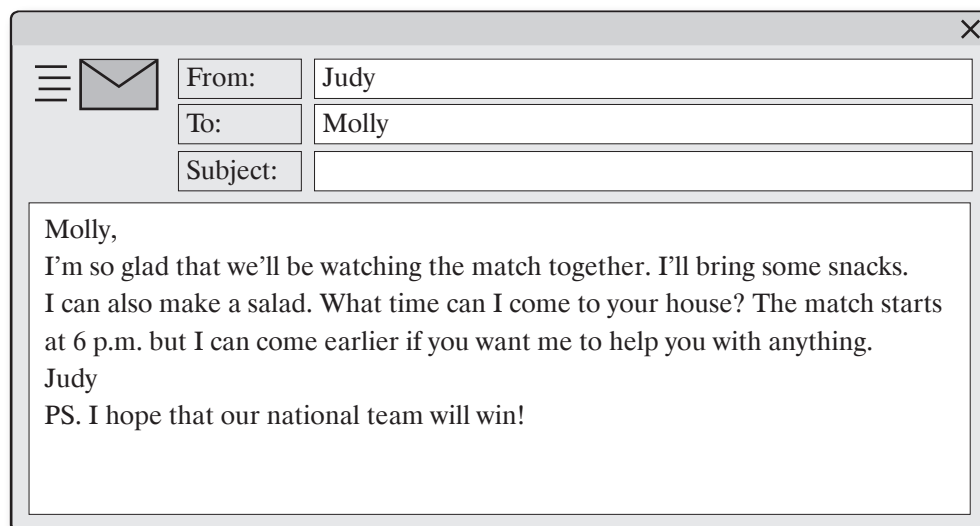 From: Judy
To: Molly
Subject:
Molly,
I’m so glad that we’ll be watching the match together. I’ll bring some snacks.
I can also make a salad. What time can I come to your house? The match starts
at 6 p.m. but I can come earlier if you want me to help you with anything.
Judy
PS. I hope that our national team will win!